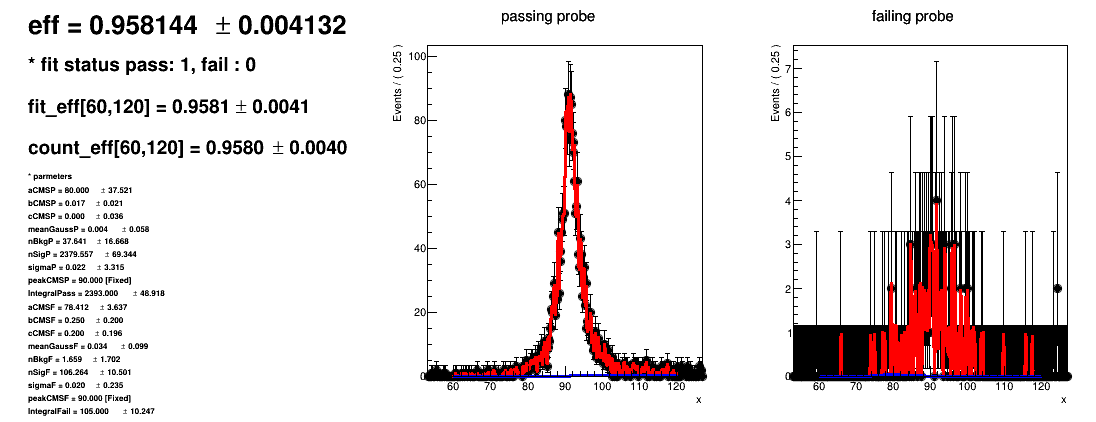 eff = 0.958144 ± 0.004132
* fit status pass: 1, fail : 0
fit_eff[60,120] = 0.9581 ± 0.0041
count_eff[60,120] = 0.9580 ± 0.0040
* parmeters
aCMSP = 80.000 ± 37.521
bCMSP = 0.017 ± 0.021
cCMSP = 0.000 ± 0.036
meanGaussP = 0.004 ± 0.058
nBkgP = 37.641 ± 16.668
nSigP = 2379.557 ± 69.344
sigmaP = 0.022 ± 3.315
peakCMSP = 90.000 [Fixed]
IntegralPass = 2393.000 ± 48.918
aCMSF = 78.412 ± 3.637
bCMSF = 0.250 ± 0.200
cCMSF = 0.200 ± 0.196
meanGaussF = 0.034 ± 0.099
nBkgF = 1.659 ± 1.702
nSigF = 106.264 ± 10.501
sigmaF = 0.020 ± 0.235
peakCMSF = 90.000 [Fixed]
IntegralFail = 105.000 ± 10.247
passing probe
Events / ( 0.25 )
100
80
60
40
20
0
60 70 80 90 100 110 120
x
failing probe
Events / ( 0.25 )
7
6
5
4
3
2
1
0
60 70 80 90 100 110 120
x